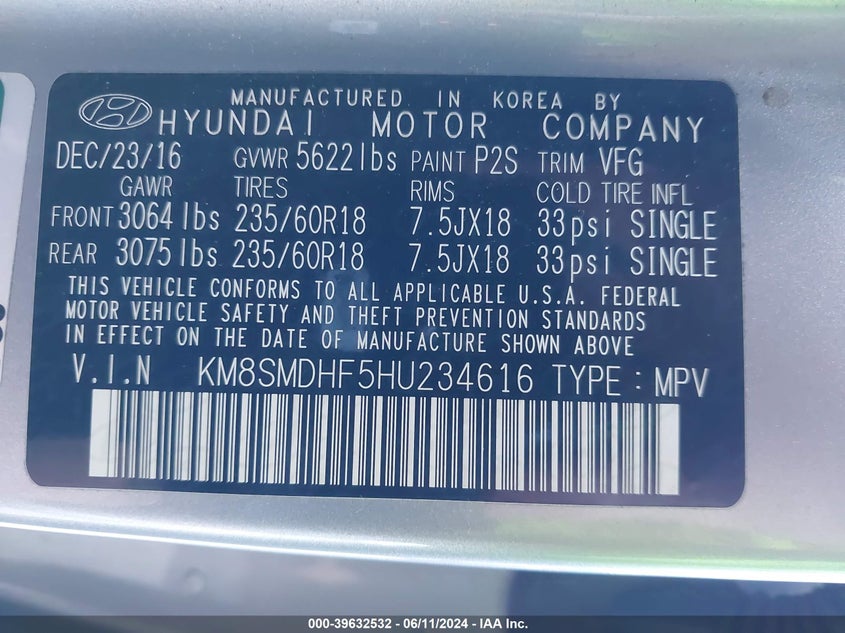 MANUFACTURED IN KOREA BY
HYUNDAI MOTOR COMPANY
DEC/23/16 GVWR 5622lbs PAINT P2S TRIM VFG
GAWR TIRES RIMS COLD TIRE INFL
FRONT 3064lbs 235/60R18 7.5JX18 33psi SINGLE
REAR 3075lbs 235/60R18 7.5JX18 33psi SINGLE
THIS VEHICLE CONFORMS TO ALL APPLICABLE U.S.A. FEDERAL
MOTOR VEHICLE SAFETY AND THEFT PREVENTION STANDARDS
IN EFFECT ON THE DATE OF MANUFACTURE SHOWN ABOVE
V.I.N KM8SMDHF5HU234616 TYPE : MPV
000-39632532 - 06/11/2024 - IAA Inc.